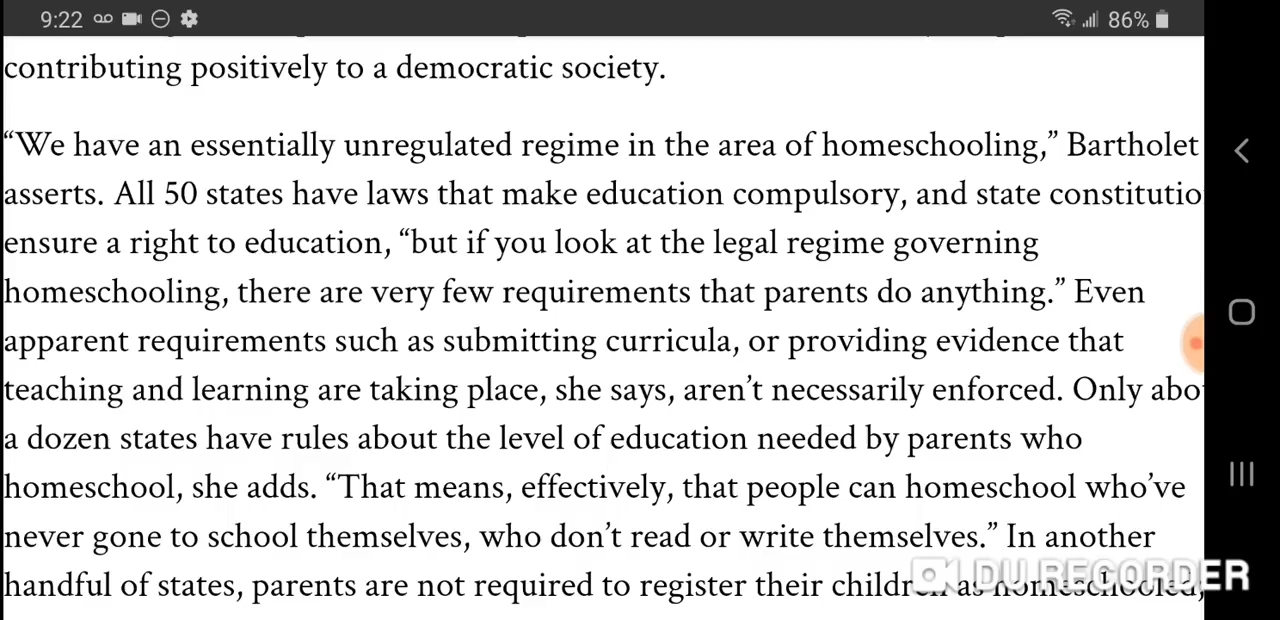 9:22 86%
contributing positively to a democratic society.
“We have an essentially unregulated regime in the area of homeschooling,” Bartholet
asserts. All 50 states have laws that make education compulsory, and state constitutio
ensure a right to education, “but if you look at the legal regime governing
homeschooling, there are very few requirements that parents do anything.” Even
apparent requirements such as submitting curricula, or providing evidence that
teaching and learning are taking place, she says, aren’t necessarily enforced. Only abo
a dozen states have rules about the level of education needed by parents who
homeschool, she adds. “That means, effectively, that people can homeschool who’ve
never gone to school themselves, who don’t read or write themselves.” In another
handful of states, parents are not required to register their children as homeschooled;
DU RECORDER